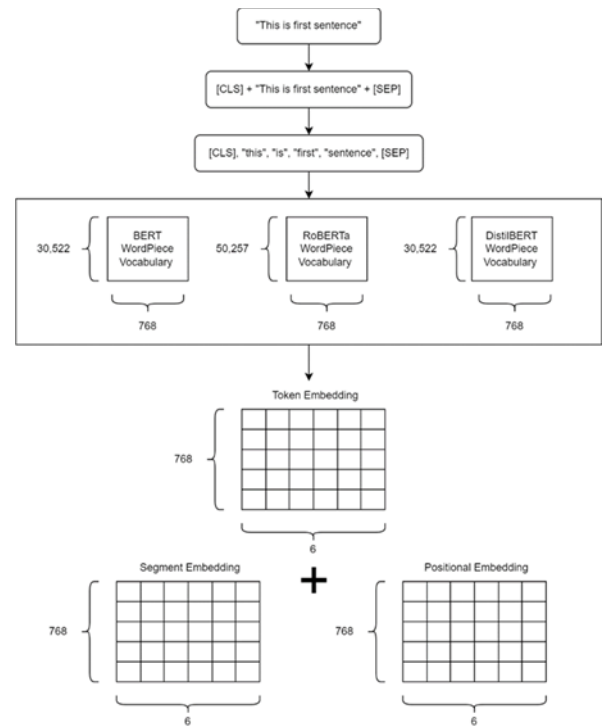 "This is first sentence"
[CLS] + "This is first sentence" + [SEP]
[CLS], "this", "is", "first", "sentence", [SEP]
30,522
BERT
WordPiece
Vocabulary
768
50,257
RoBERTa
WordPiece
Vocabulary
768
30,522
DistilBERT
WordPiece
Vocabulary
768
Token Embedding
768
6
+
Segment Embedding
768
6
Positional Embedding
768
6